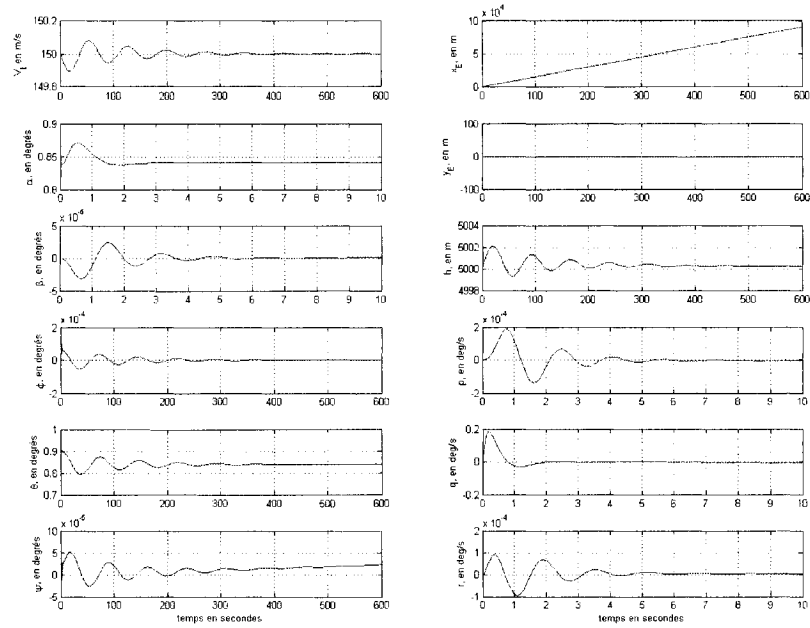 150.2
150
149.8
V_t, en m/s
0 100 200 300 400 500 600
0.9
0.85
0.8
α, en degrés
0 1 2 3 4 5 6 7 8 9 10
x 10^-6
5
0
-5
β, en degrés
0 1 2 3 4 5 6 7 8 9 10
x 10^-4
2
0
-2
φ, en degrés
0 100 200 300 400 500 600
1
0.9
0.8
0.7
θ, en degrés
0 100 200 300 400 500 600
x 10^-5
10
5
0
-5
ψ, en degrés
0 100 200 300 400 500 600
temps en secondes
x 10^4
10
5
0
x_E, en m
0 100 200 300 400 500 600
100
0
-100
y_E, en m
0 100 200 300 400 500 600
5004
5002
5000
4998
h, en m
0 100 200 300 400 500 600
x 10^-4
2
0
-2
p, en deg/s
0 1 2 3 4 5 6 7 8 9 10
0.2
0
-0.2
q, en deg/s
0 1 2 3 4 5 6 7 8 9 10
x 10^-4
2
1
0
-1
r, en deg/s
0 1 2 3 4 5 6 7 8 9 10
temps en secondes